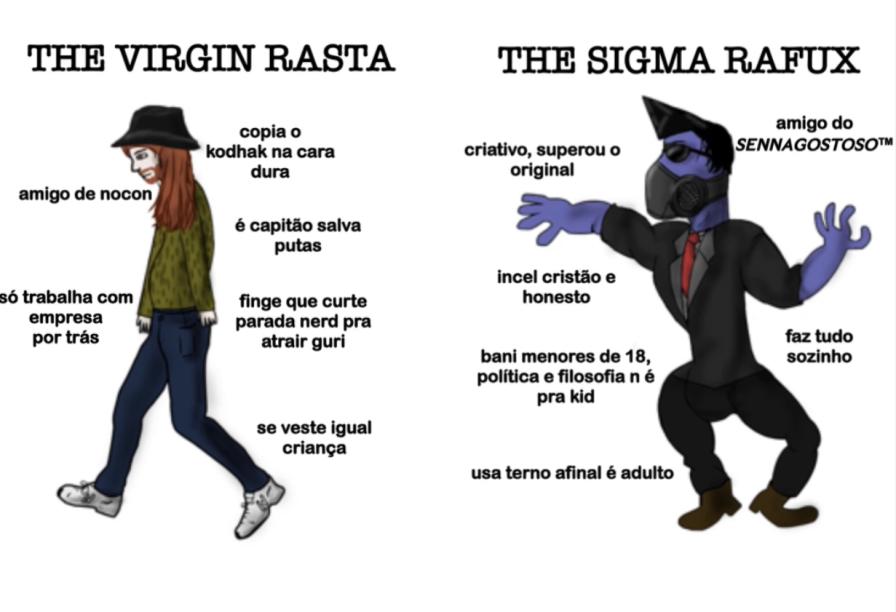 THE VIRGIN RASTA
copia o
kodhak na cara
dura
amigo de nocon
é capitão salva
putas
só trabalha com
empresa
por trás
finge que curte
parada nerd pra
atrair guri
se veste igual
criança
THE SIGMA RAFUX
amigo do
SENNAGOSTOSO™
criativo, superou o
original
incel cristão e
honesto
faz tudo
sozinho
bani menores de 18,
política e filosofia n é
pra kid
usa terno afinal é adulto